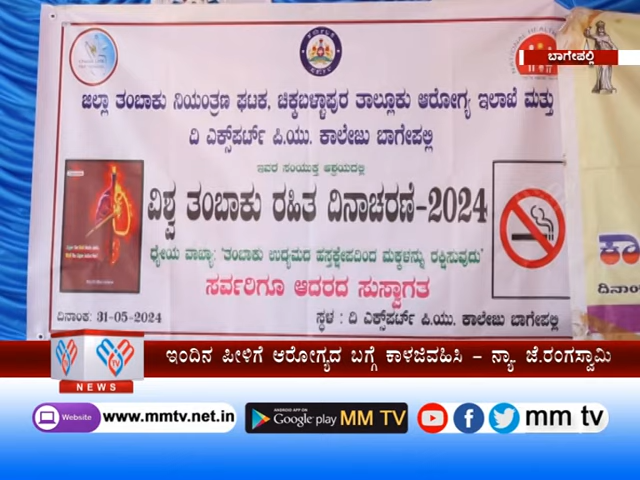 ಬಾಗೇಪಲ್ಲಿ
ಜಿಲ್ಲಾ ತಂಬಾಕು ನಿಯಂತ್ರಣ ಘಟಕ, ಚಿಕ್ಕಬಳ್ಳಾಪುರ ತಾಲ್ಲೂಕು ಆರೋಗ್ಯ ಇಲಾಖೆ ಮತ್ತು
ದಿ ಎಕ್ಸ್‌ಪರ್ಟ್ ಪಿ.ಯು. ಕಾಲೇಜು ಬಾಗೇಪಲ್ಲಿ
ಇವರ ಸಂಯುಕ್ತ ಆಶ್ರಯದಲ್ಲಿ
ವಿಶ್ವ ತಂಬಾಕು ರಹಿತ ದಿನಾಚರಣೆ-2024
ಧ್ಯೇಯ ವಾಕ್ಯಾ: 'ತಂಬಾಕು ಉದ್ಯಮದ ಹಸ್ತಕ್ಷೇಪದಿಂದ ಮಕ್ಕಳನ್ನು ರಕ್ಷಿಸುವುದು'
ಸರ್ವರಿಗೂ ಆದರದ ಸುಸ್ವಾಗತ
ದಿನಾಂಕ: 31-05-2024
ಸ್ಥಳ : ದಿ ಎಕ್ಸ್‌ಪರ್ಟ್ ಪಿ.ಯು. ಕಾಲೇಜು ಬಾಗೇಪಲ್ಲಿ
ಇಂದಿನ ಪೀಳಿಗೆ ಆರೋಗ್ಯದ ಬಗ್ಗೆ ಕಾಳಜಿವಹಿಸಿ - ನ್ಯಾ. ಜೆ.ರಂಗಸ್ವಾಮಿ
NEWS
Website www.mmtv.net.in
ANDROID APP ON
Google play MM TV
mm tv